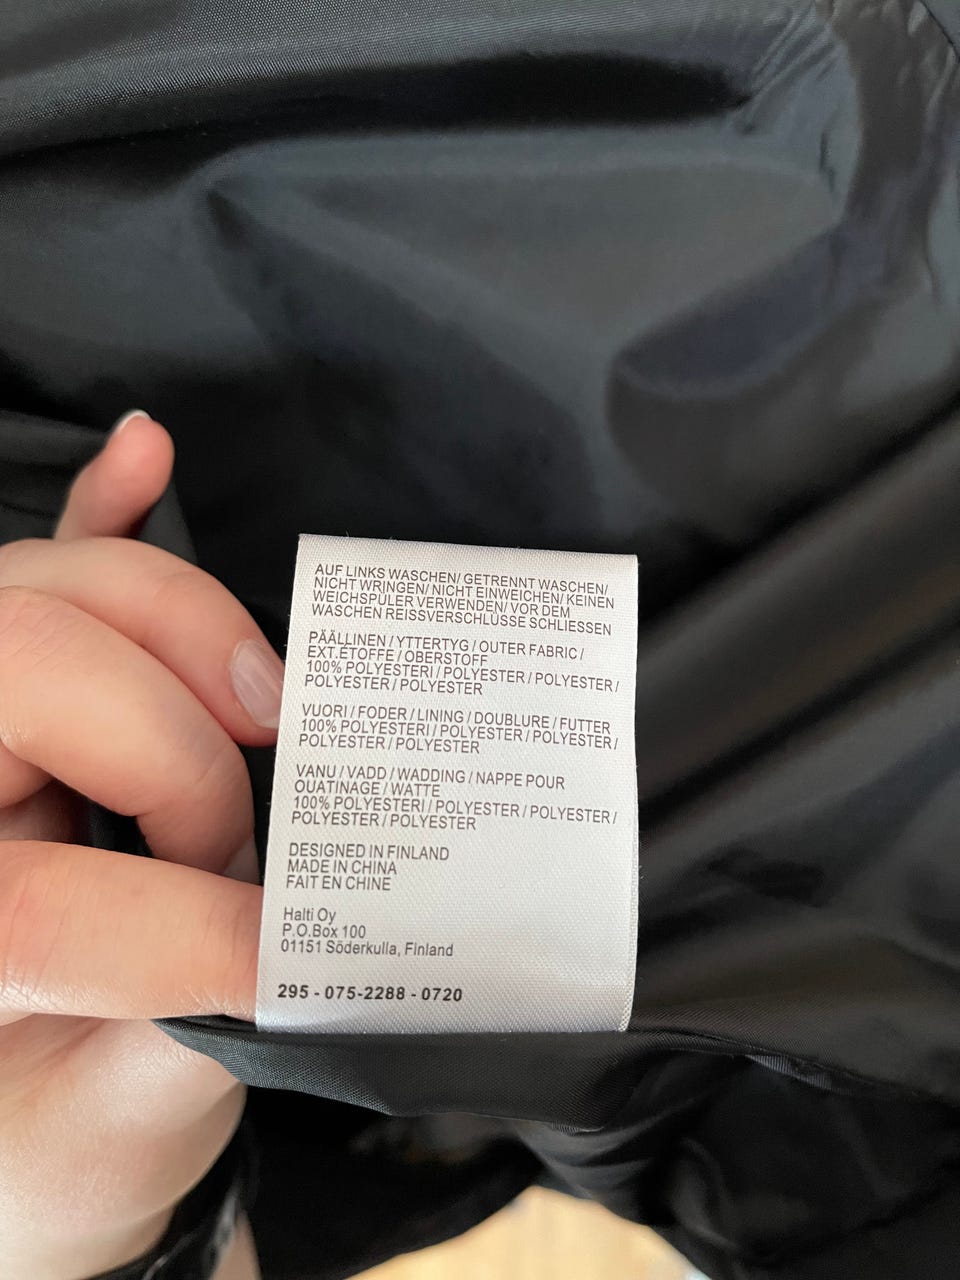 AUF LINKS WASCHEN/ GETRENNT WASCHEN/
NICHT WRINGEN/ NICHT EINWEICHEN/ KEINEN
WEICHSPÜLER VERWENDEN/ VOR DEM
WASCHEN REISSVERSCHLÜSSE SCHLIESSEN
PÄÄLLINEN / YTTERTYG / OUTER FABRIC /
EXT.ÉTOFFE / OBERSTOFF
100% POLYESTERI / POLYESTER / POLYESTER /
POLYESTER / POLYESTER
VUORI / FODER / LINING / DOUBLURE / FUTTER
100% POLYESTERI / POLYESTER / POLYESTER /
POLYESTER / POLYESTER
VANU / VADD / WADDING / NAPPE POUR
OUATINAGE / WATTE
100% POLYESTERI / POLYESTER / POLYESTER /
POLYESTER / POLYESTER
DESIGNED IN FINLAND
MADE IN CHINA
FAIT EN CHINE
Halti Oy
P.O.Box 100
01151 Söderkulla, Finland
295 - 075-2288 - 0720